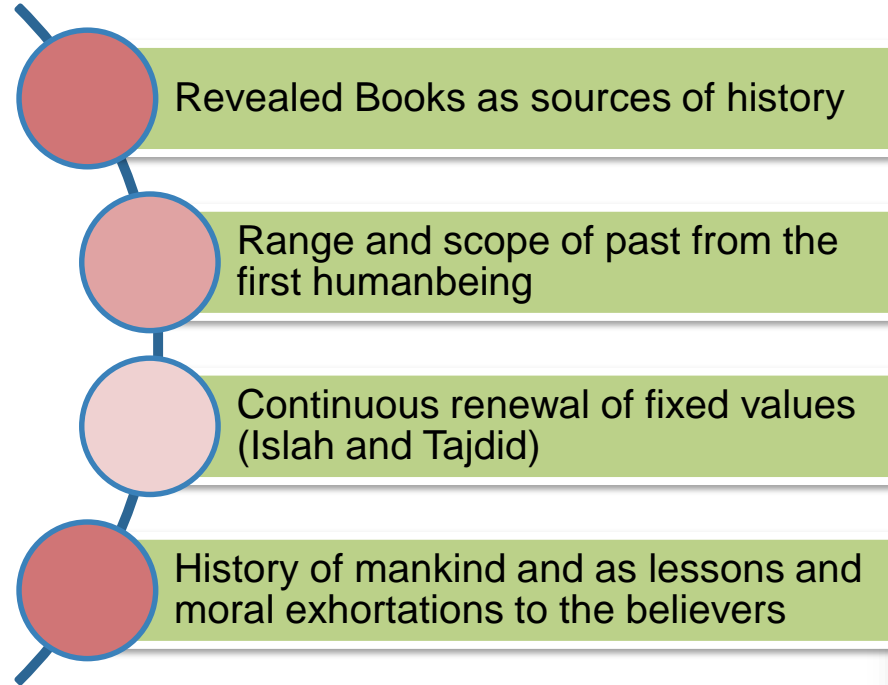 Revealed Books as sources of history
Range and scope of past from the
first humanbeing
Continuous renewal of fixed values
(Islah and Tajdid)
History of mankind and as lessons and
moral exhortations to the believers